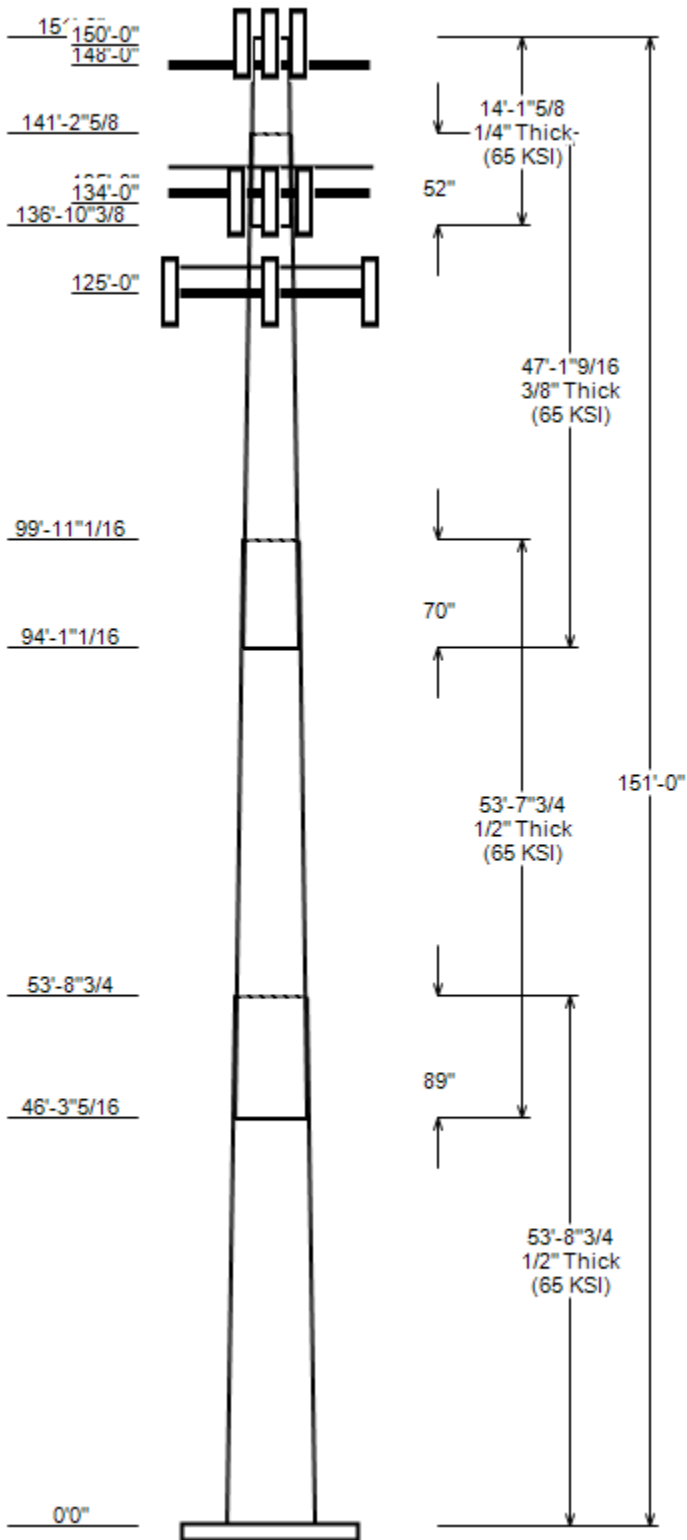 150'-0"
148'-0"
141'-2"5/8
134'-0"
136'-10"3/8
125'-0"
99'-11"1/16
94'-1"1/16
53'-8"3/4
46'-3"5/16
0'0"
14'-1"5/8
1/4" Thick
(65 KSI)
52"
47'-1"9/16
3/8" Thick
(65 KSI)
70"
53'-7"3/4
1/2" Thick
(65 KSI)
151'-0"
89"
53'-8"3/4
1/2" Thick
(65 KSI)